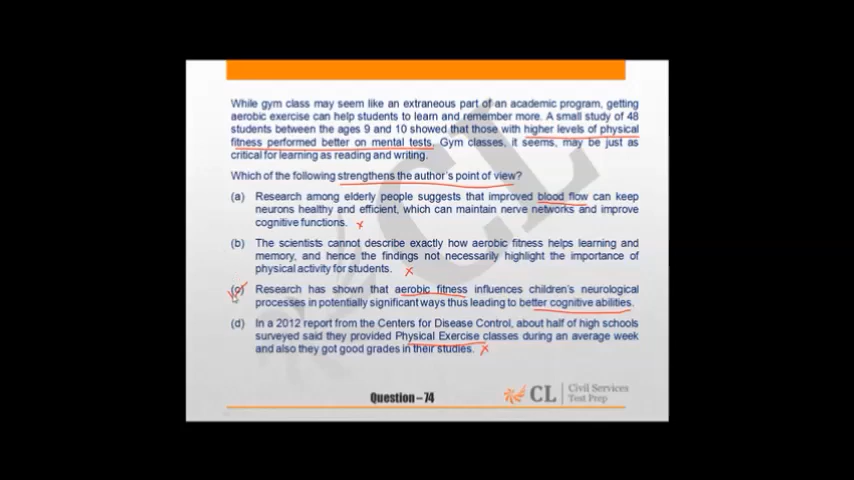 While gym class may seem like an extraneous part of an academic program, getting
aerobic exercise can help students to learn and remember more. A small study of 48
students between the ages 9 and 10 showed that those with higher levels of physical
fitness performed better on mental tests. Gym classes, it seems, may be just as
critical for learning as reading and writing.
Which of the following strengthens the author's point of view?
(a) Research among elderly people suggests that improved blood flow can keep
neurons healthy and efficient, which can maintain nerve networks and improve
cognitive functions. x
(b) The scientists cannot describe exactly how aerobic fitness helps learning and
memory, and hence the findings not necessarily highlight the importance of
physical activity for students. x
(c) Research has shown that aerobic fitness influences children's neurological
processes in potentially significant ways thus leading to better cognitive abilities.
(d) In a 2012 report from the Centers for Disease Control, about half of high schools
surveyed said they provided Physical Exercise classes during an average week
and also they got good grades in their studies. x
Question – 74
CL Civil Services
Test Prep
CL